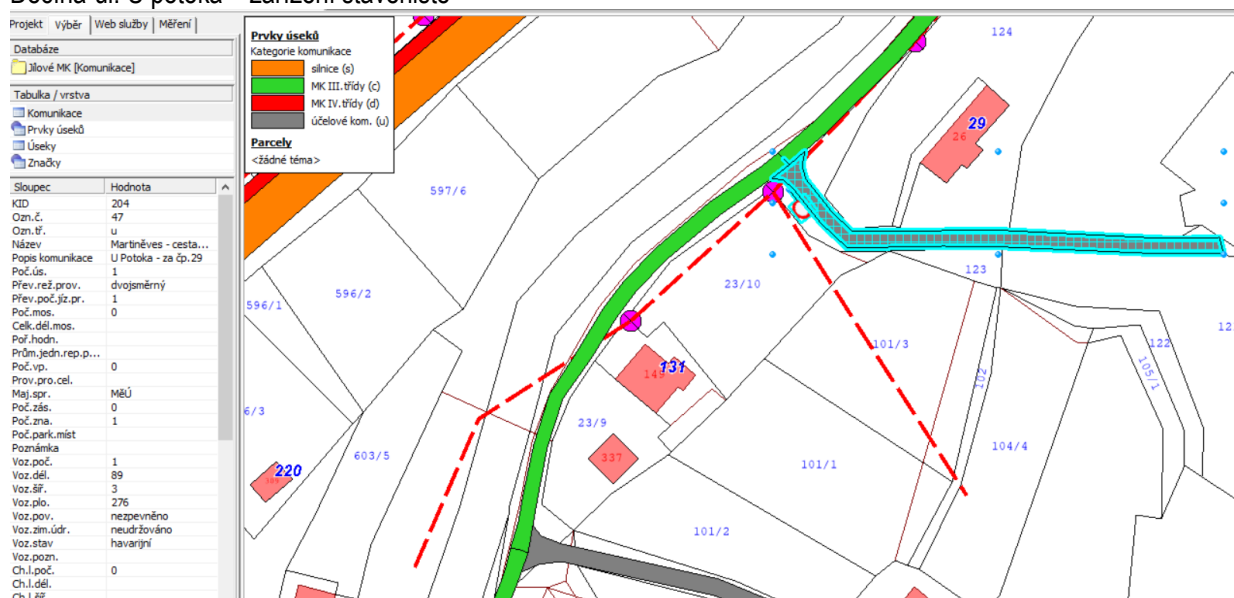 Projekt Výběr Web služby Měření
Databáze
Jílové MK [Komunikace]
Tabulka / vrstva
Komunikace
Prvky úseků
Úseky
Značky
Sloupec Hodnota
KID 204
Ozn.č. 47
Ozn.tř. u
Název Martiněves - cesta...
Popis komunikace U Potoka - za čp.29
Poč.ús. 1
Přev.rež.prov. dvojsměrný
Přev.poč.jíz.pr. 1
Poč.mos. 0
Celk.dél.mos.
Poř.hodn.
Prům.jedn.rep.p...
Poč.vp. 0
Prov.pro.cel.
Maj.spr. MěÚ
Poč.zás. 0
Poč.zna. 1
Poč.park.míst
Poznámka
Voz.poč. 1
Voz.dél. 89
Voz.šíř. 3
Voz.plo. 276
Voz.pov. nezpevněno
Voz.zim.údr. neudržováno
Voz.stav havarijní
Voz.pozn.
Ch.l.poč. 0
Ch.l.dél.
Prvky úseků
Kategorie komunikace
silnice (s)
MK III.třídy (c)
MK IV.třídy (d)
účelové kom. (u)
Parcely
<žádné téma>
124
29
26
597/6
123
23/10
596/2
596/1
101/3
122
102
105/1
149
131
6/3
23/9
603/5
337
101/1
104/4
220
101/2